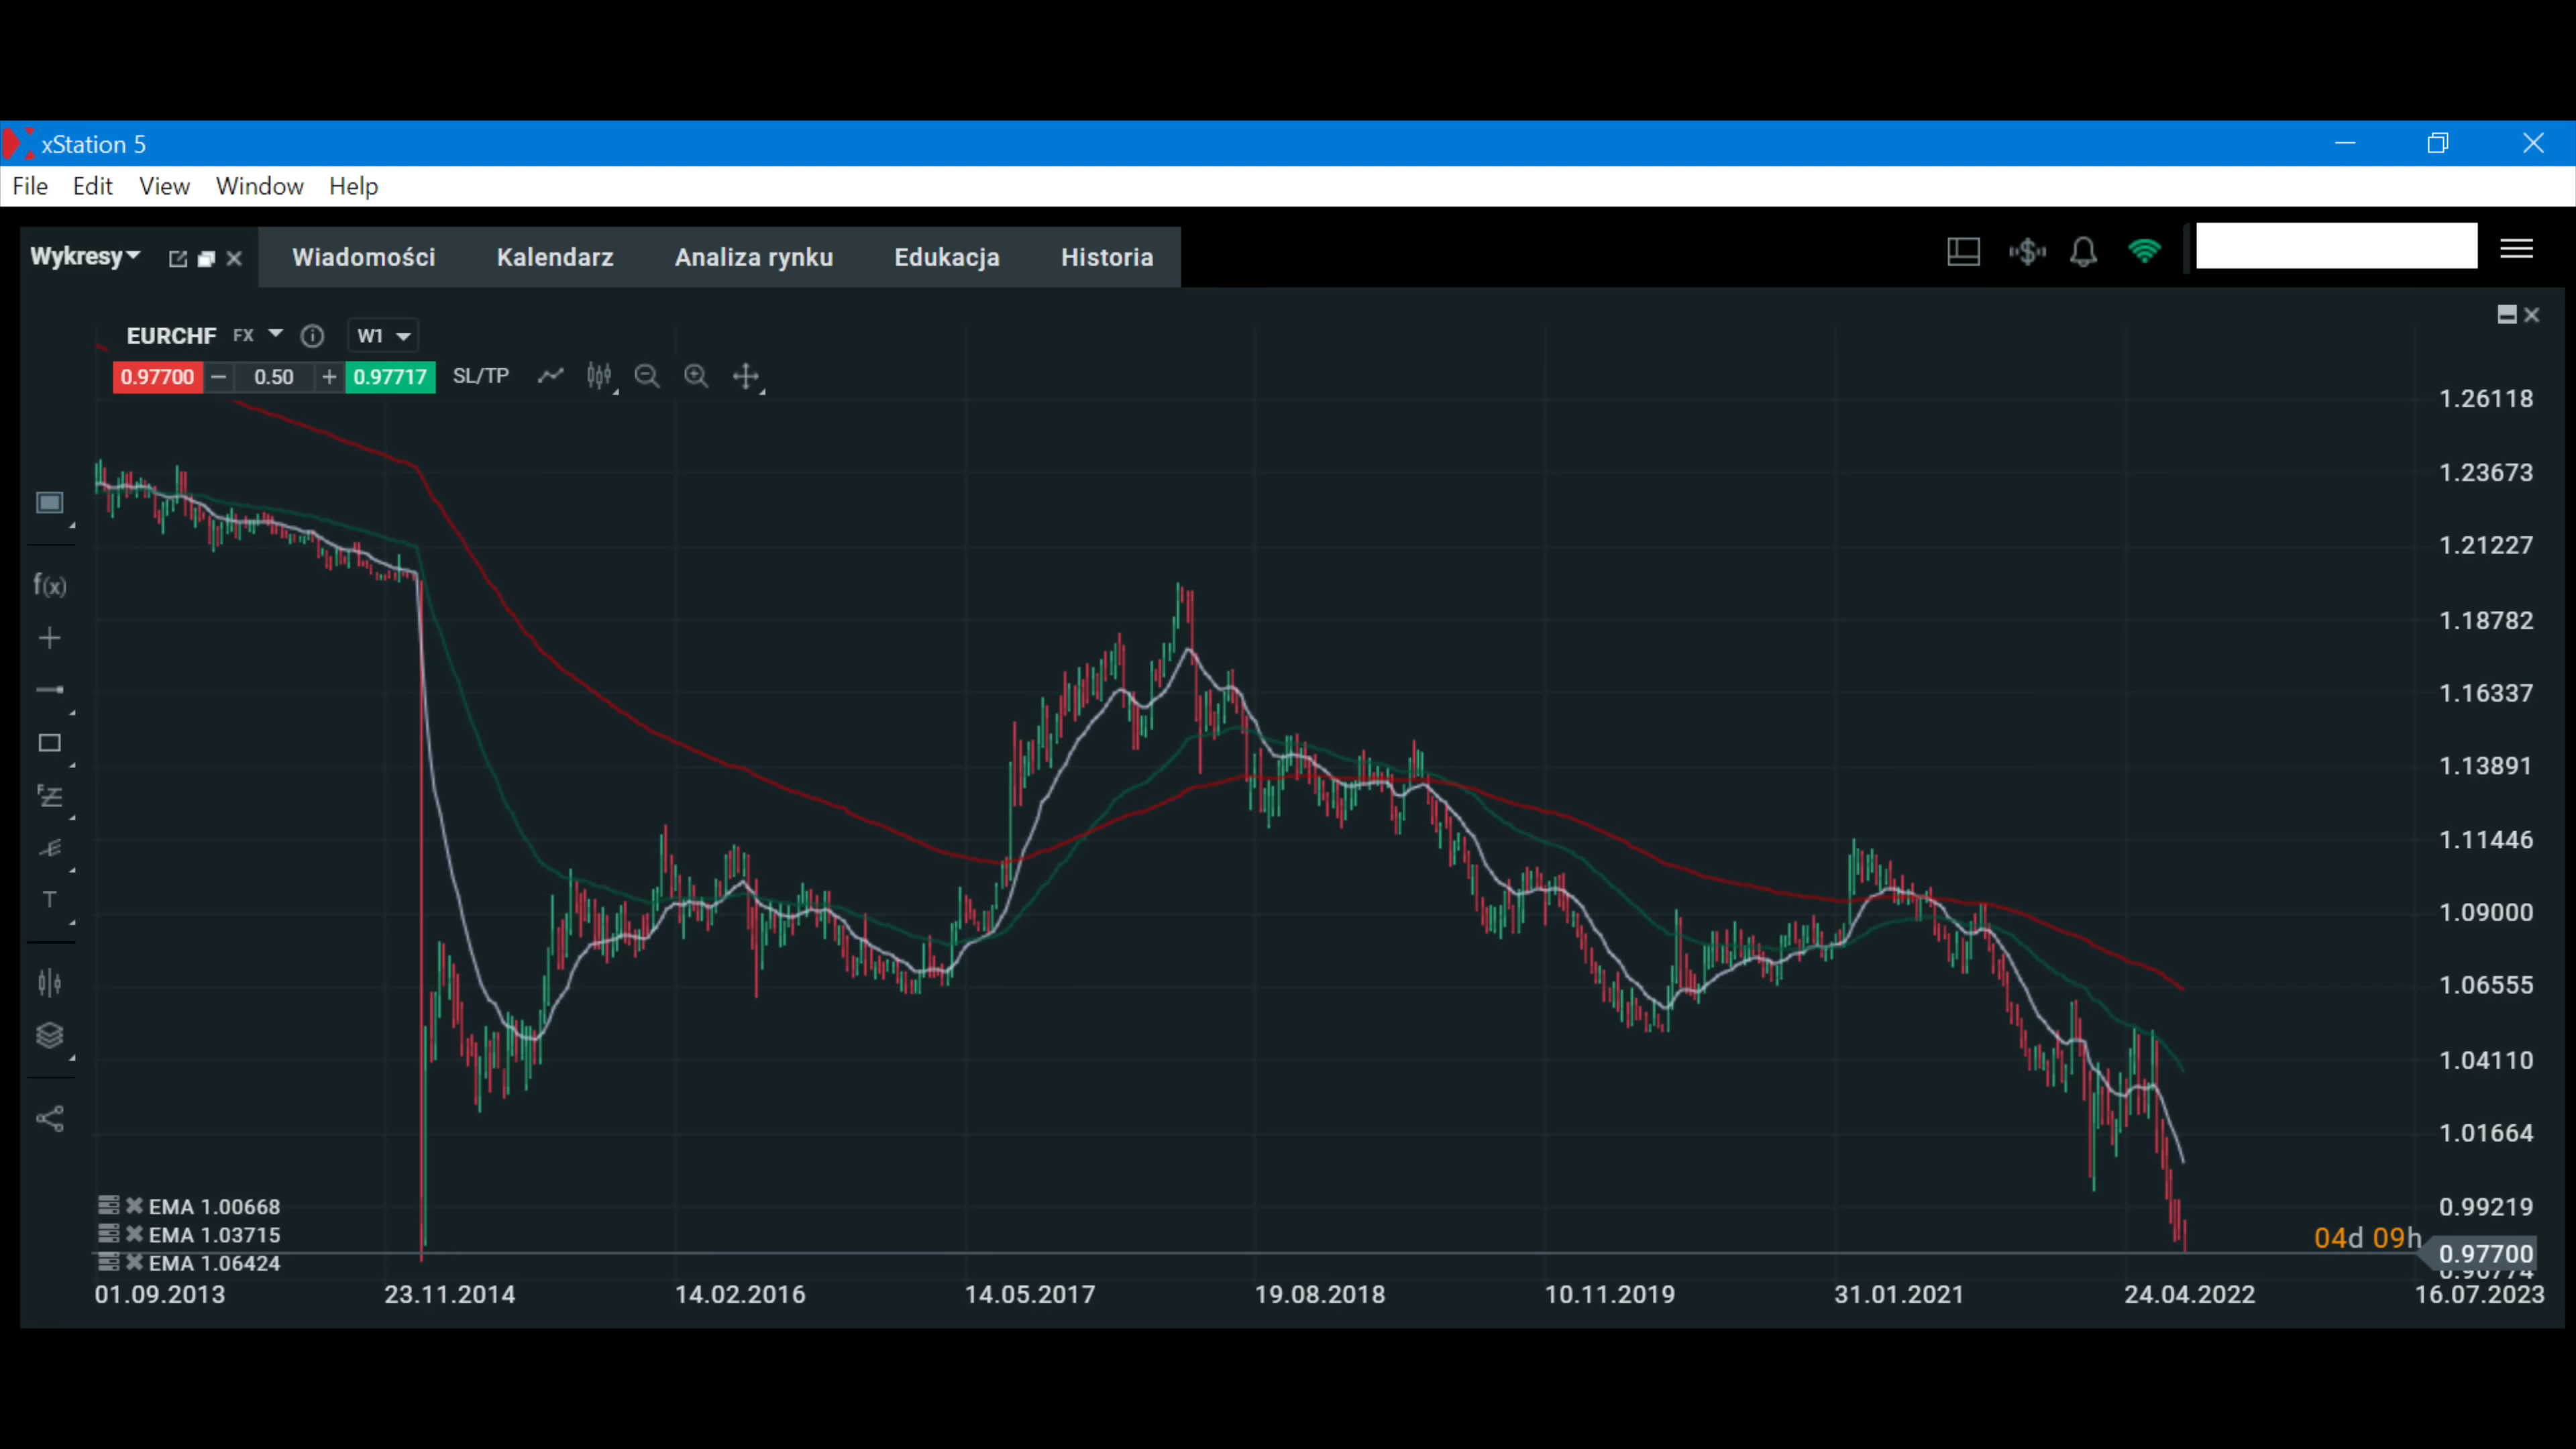 xStation 5
File Edit View Window Help
Wykresy Wiadomości Kalendarz Analiza rynku Edukacja Historia
EURCHF FX W1
0.97700 − 0.50 + 0.97717 SL/TP
1.26118
1.23673
1.21227
1.18782
1.16337
1.13891
1.11446
1.09000
1.06555
1.04110
1.01664
0.99219
f(x)
F
T
EMA 1.00668
EMA 1.03715
EMA 1.06424
04d 09h
0.97700
01.09.2013 23.11.2014 14.02.2016 14.05.2017 19.08.2018 10.11.2019 31.01.2021 24.04.2022 16.07.2023